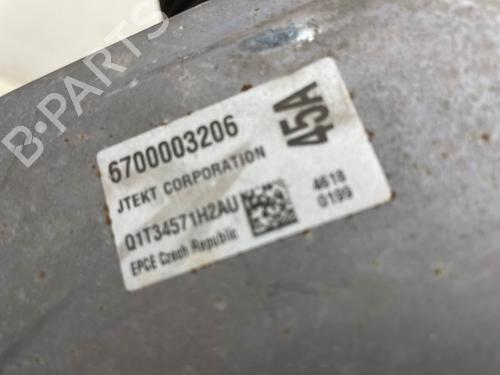 B-PARTS
6700003206
45A
JTEKT CORPORATION
Q1T34571H2AU
4618
0199
EPCE Czech Republic